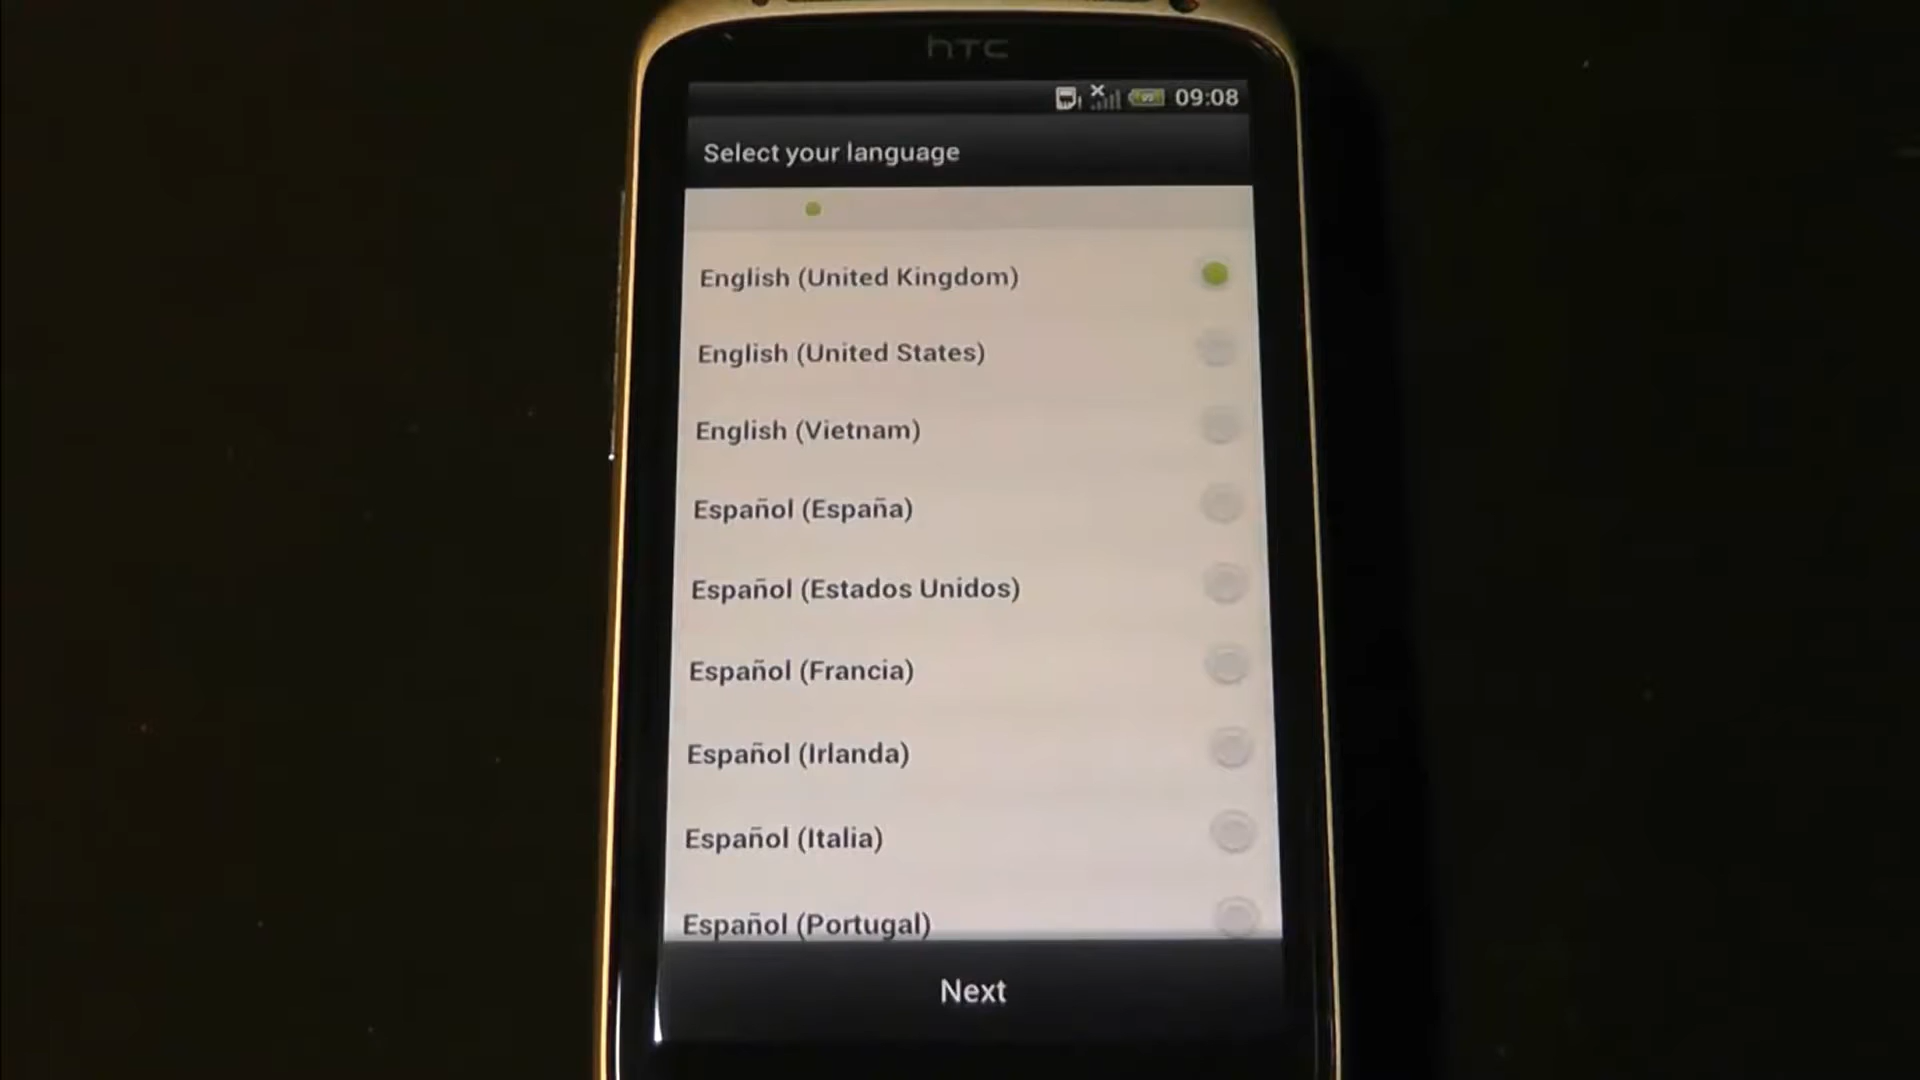 hTC
09:08
Select your language
English (United Kingdom)
English (United States)
English (Vietnam)
Español (España)
Español (Estados Unidos)
Español (Francia)
Español (Irlanda)
Español (Italia)
Español (Portugal)
Next